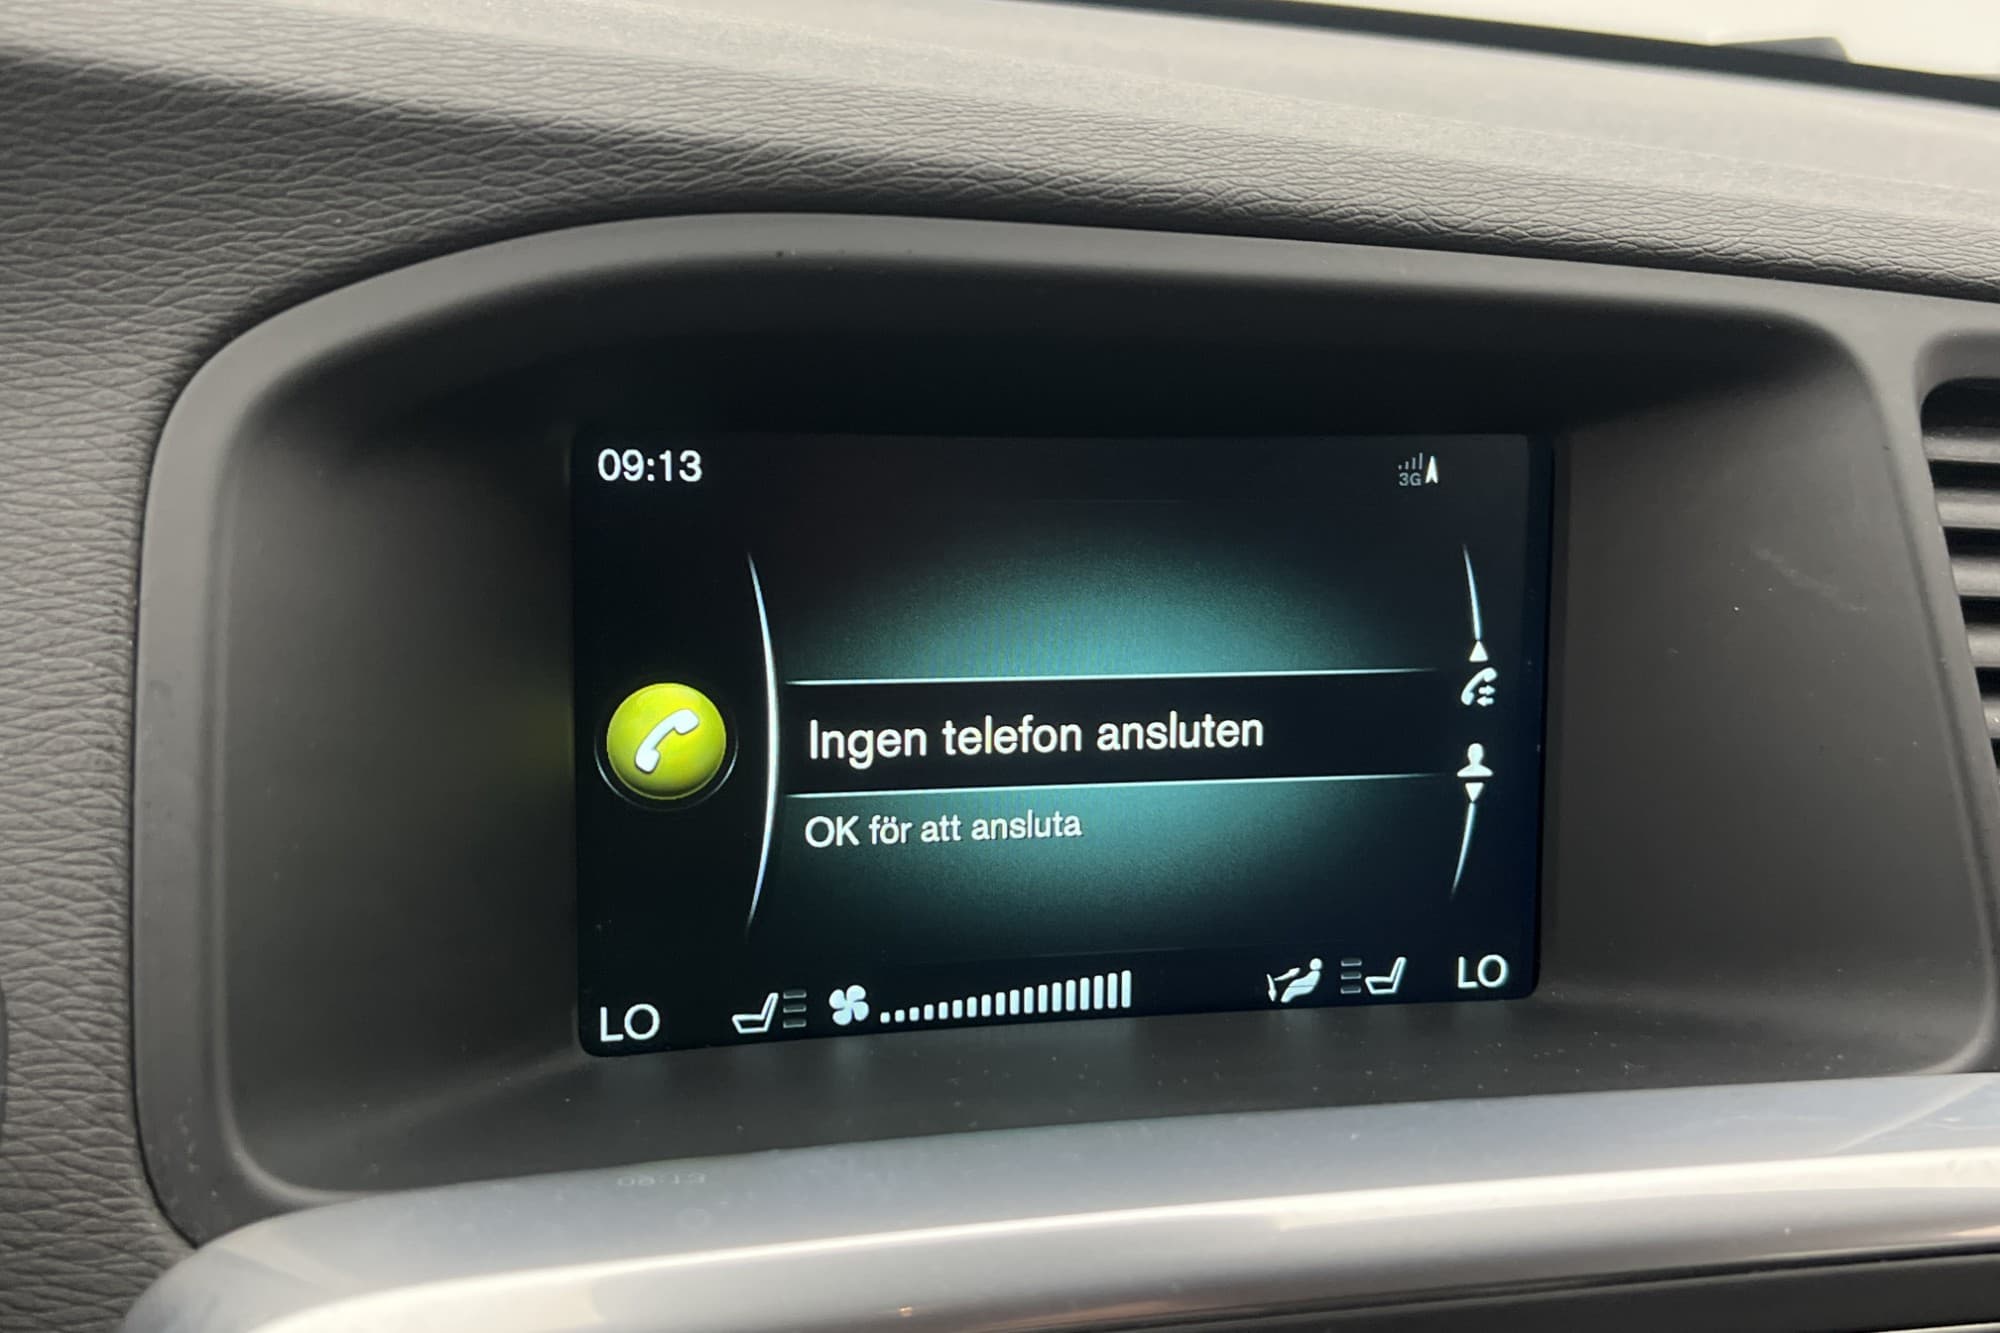 09:13
3G
Ingen telefon ansluten
OK för att ansluta
LO
LO